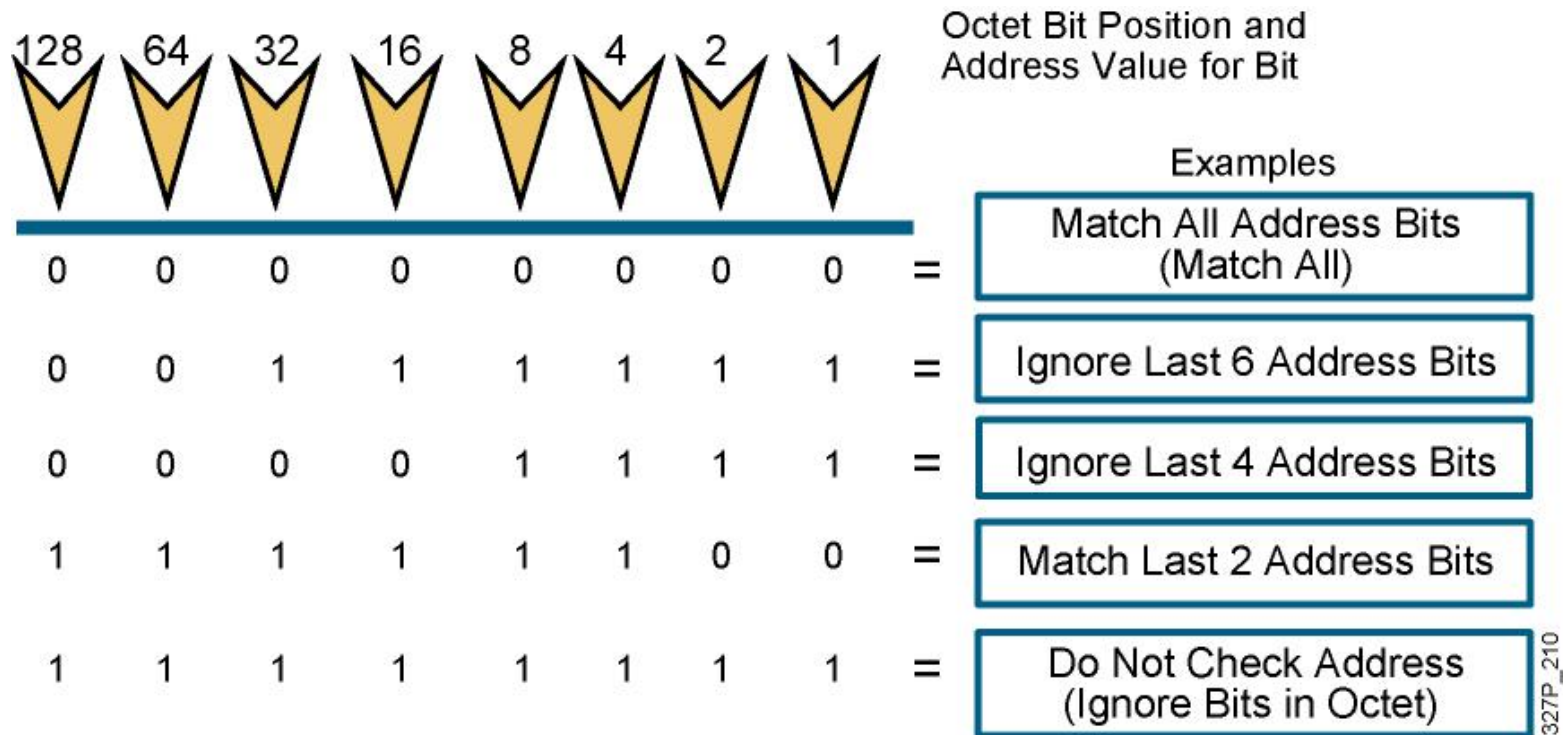 128 64 32 16 8 4 2 1
Octet Bit Position and
Address Value for Bit
Examples
0 0 0 0 0 0 0 0 =
Match All Address Bits
(Match All)
0 0 1 1 1 1 1 1 = Ignore Last 6 Address Bits
0 0 0 0 1 1 1 1 = Ignore Last 4 Address Bits
1 1 1 1 1 1 0 0 = Match Last 2 Address Bits
1 1 1 1 1 1 1 1 =
Do Not Check Address
(Ignore Bits in Octet)
327P_210